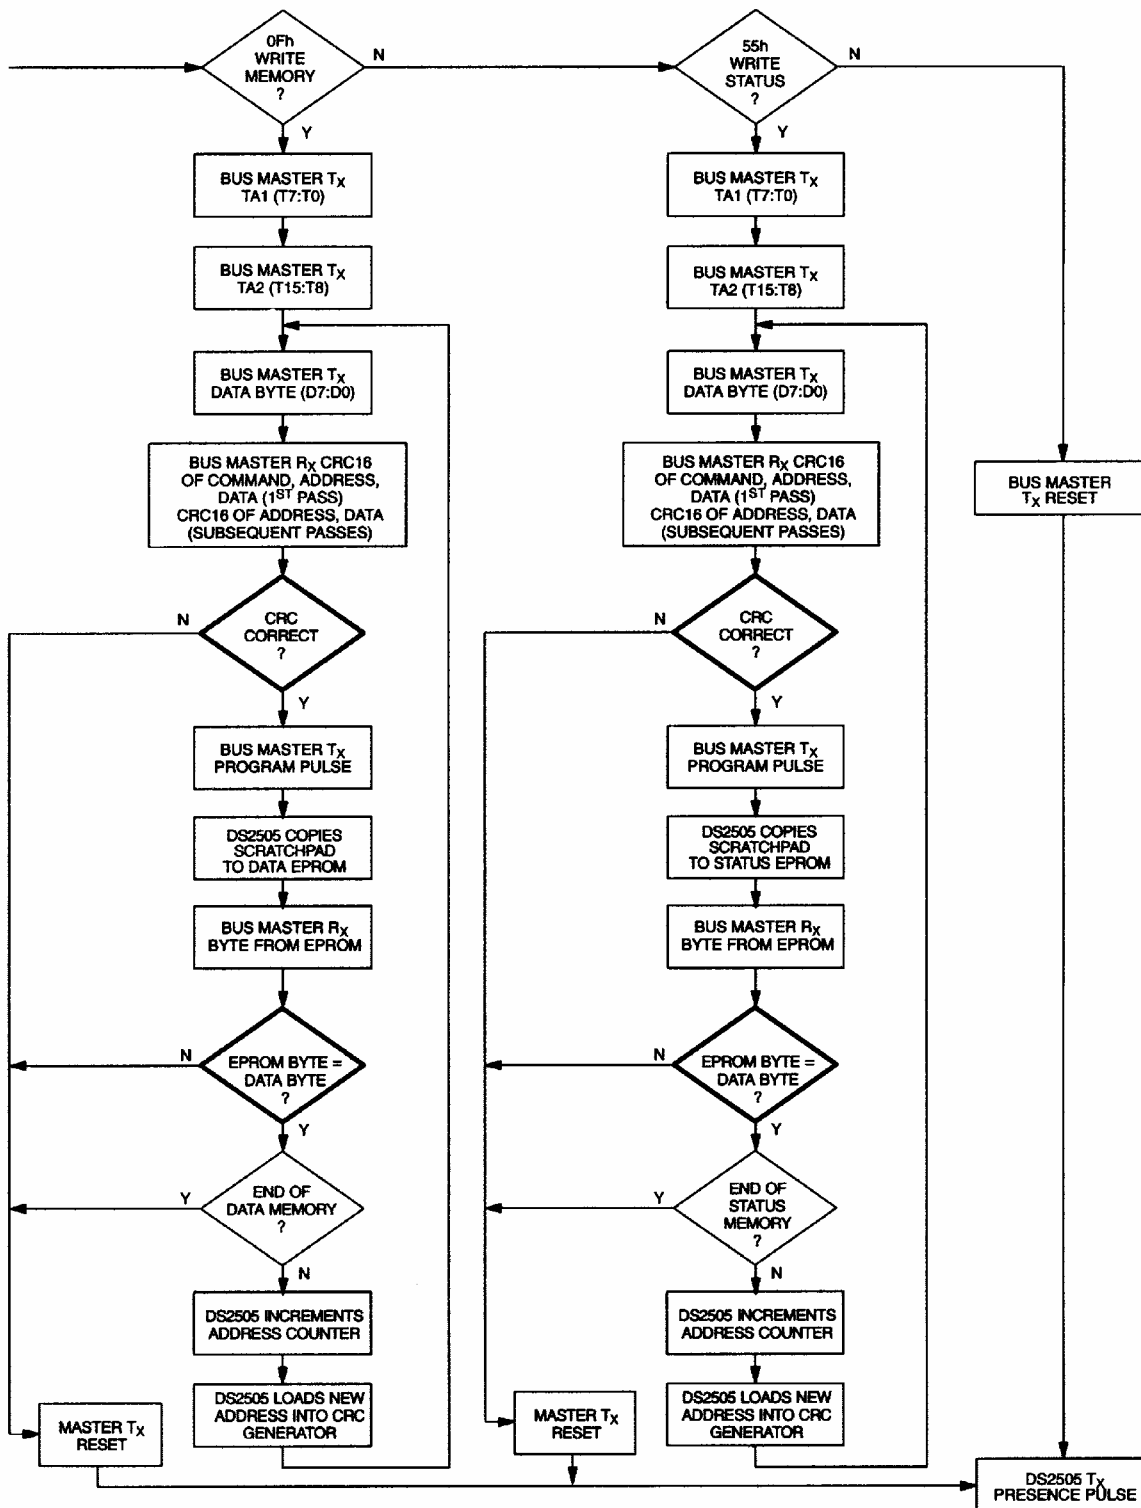 0Fh
WRITE
MEMORY
?
N
Y
55h
WRITE
STATUS
?
N
Y
BUS MASTER TX
TA1 (T7:T0)
BUS MASTER TX
TA2 (T15:T8)
BUS MASTER TX
DATA BYTE (D7:D0)
BUS MASTER RX CRC16
OF COMMAND, ADDRESS,
DATA (1ST PASS)
CRC16 OF ADDRESS, DATA
(SUBSEQUENT PASSES)
N
CRC
CORRECT
?
Y
BUS MASTER TX
PROGRAM PULSE
DS2505 COPIES
SCRATCHPAD
TO DATA EPROM
BUS MASTER RX
BYTE FROM EPROM
N
EPROM BYTE =
DATA BYTE
?
Y
Y
END OF
DATA MEMORY
?
N
DS2505 INCREMENTS
ADDRESS COUNTER
DS2505 LOADS NEW
ADDRESS INTO CRC
GENERATOR
MASTER TX
RESET
BUS MASTER TX
TA1 (T7:T0)
BUS MASTER TX
TA2 (T15:T8)
BUS MASTER TX
DATA BYTE (D7:D0)
BUS MASTER RX CRC16
OF COMMAND, ADDRESS,
DATA (1ST PASS)
CRC16 OF ADDRESS, DATA
(SUBSEQUENT PASSES)
N
CRC
CORRECT
?
Y
BUS MASTER TX
PROGRAM PULSE
DS2505 COPIES
SCRATCHPAD
TO STATUS EPROM
BUS MASTER RX
BYTE FROM EPROM
N
EPROM BYTE =
DATA BYTE
?
Y
Y
END OF
STATUS
MEMORY
?
N
DS2505 INCREMENTS
ADDRESS COUNTER
DS2505 LOADS NEW
ADDRESS INTO CRC
GENERATOR
MASTER TX
RESET
BUS MASTER
TX RESET
DS2505 TX
PRESENCE PULSE